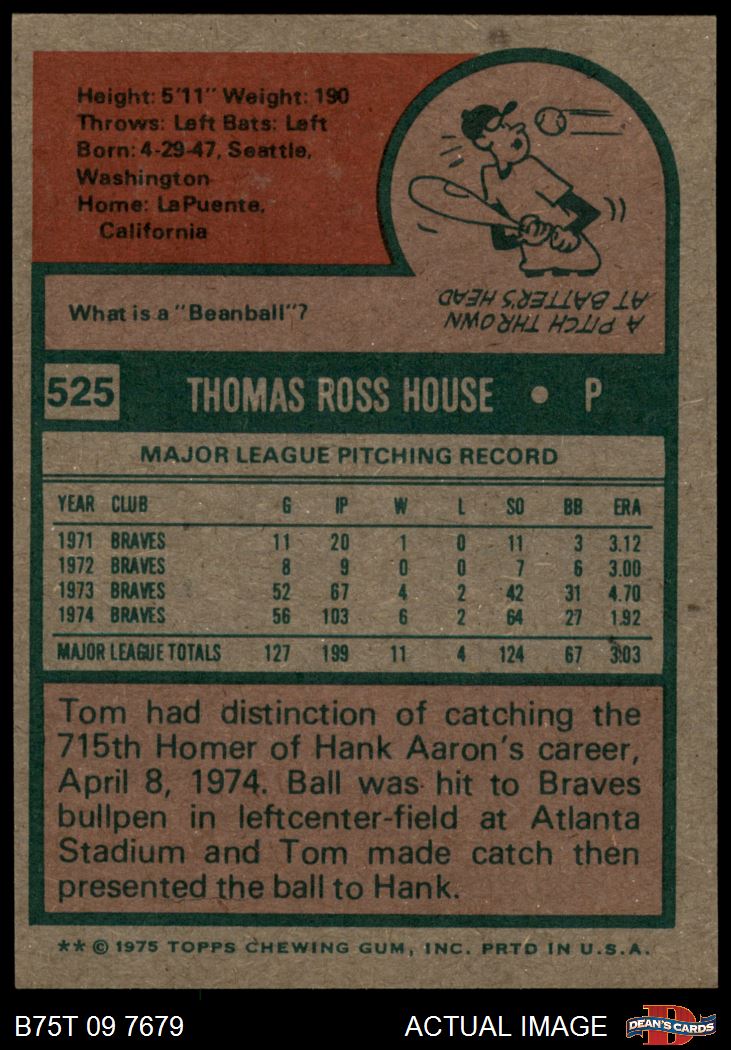 Height: 5'11" Weight: 190
Throws: Left Bats: Left
Born: 4-29-47, Seattle,
Washington
Home: LaPuente,
California
What is a "Beanball"?
A PITCH THROWN
AT BATTER'S HEAD
525 THOMAS ROSS HOUSE • P
MAJOR LEAGUE PITCHING RECORD
YEAR CLUB G IP W L SO BB ERA
1971 BRAVES 11 20 1 0 11 3 3.12
1972 BRAVES 8 9 0 0 7 6 3.00
1973 BRAVES 52 67 4 2 42 31 4.70
1974 BRAVES 56 103 6 2 64 27 1.92
MAJOR LEAGUE TOTALS 127 199 11 4 124 67 3.03
Tom had distinction of catching the
715th Homer of Hank Aaron's career,
April 8, 1974. Ball was hit to Braves
bullpen in leftcenter-field at Atlanta
Stadium and Tom made catch then
presented the ball to Hank.
** © 1975 TOPPS CHEWING GUM, INC. PRTD IN U.S.A.
B75T 09 7679 ACTUAL IMAGE D DEAN'S CARDS